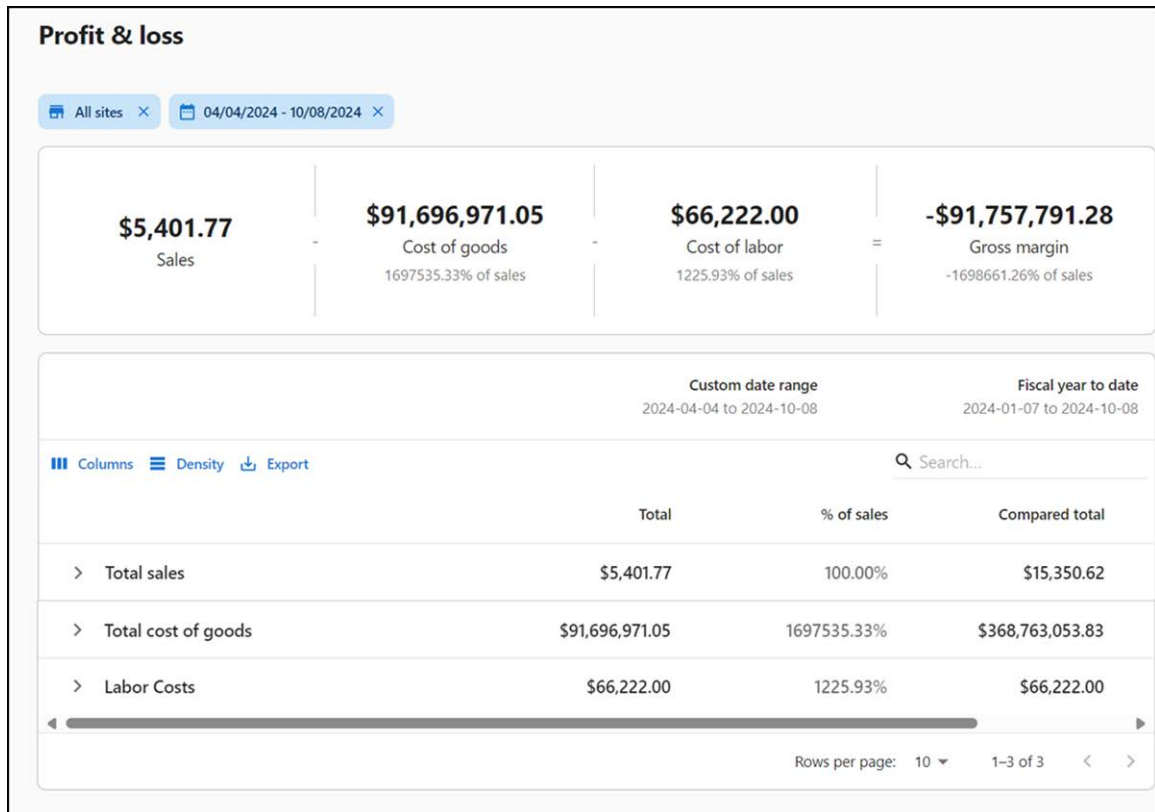 Profit & loss
All sites 04/04/2024 - 10/08/2024
$5,401.77
Sales
-
$91,696,971.05
Cost of goods
1697535.33% of sales
-
$66,222.00
Cost of labor
1225.93% of sales
=
-$91,757,791.28
Gross margin
-1698661.26% of sales
Custom date range Fiscal year to date
2024-04-04 to 2024-10-08 2024-01-07 to 2024-10-08
Columns Density Export Search...
Total % of sales Compared total
Total sales $5,401.77 100.00% $15,350.62
Total cost of goods $91,696,971.05 1697535.33% $368,763,053.83
Labor Costs $66,222.00 1225.93% $66,222.00
Rows per page: 10 1–3 of 3